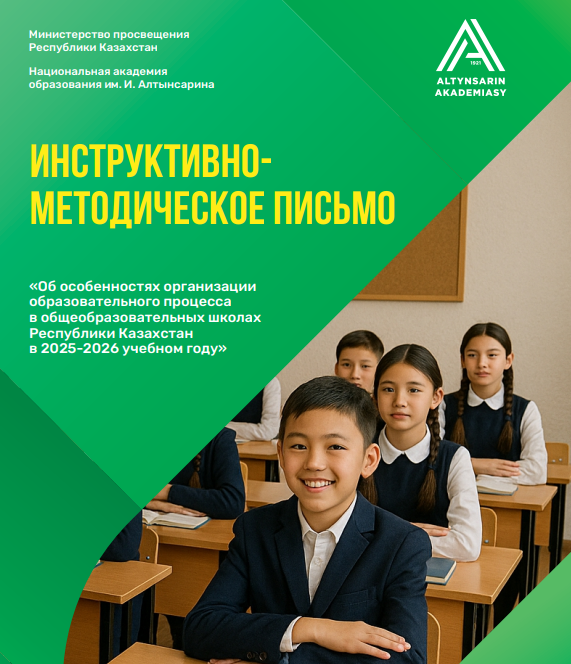 Министерство просвещения
Республики Казахстан
Национальная академия
образования им. И. Алтынсарина
1921
ALTYNSARIN
AKADEMIASY
ИНСТРУКТИВНО-
МЕТОДИЧЕСКОЕ ПИСЬМО
«Об особенностях организации
образовательного процесса
в общеобразовательных школах
Республики Казахстан
в 2025-2026 учебном году»